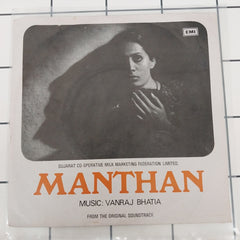 EMI
GUJARAT CO-OPERATIVE MILK MARKETING FEDERATION LIMITED
MANTHAN
MUSIC: VANRAJ BHATIA
FROM THE ORIGINAL SOUNDTRACK